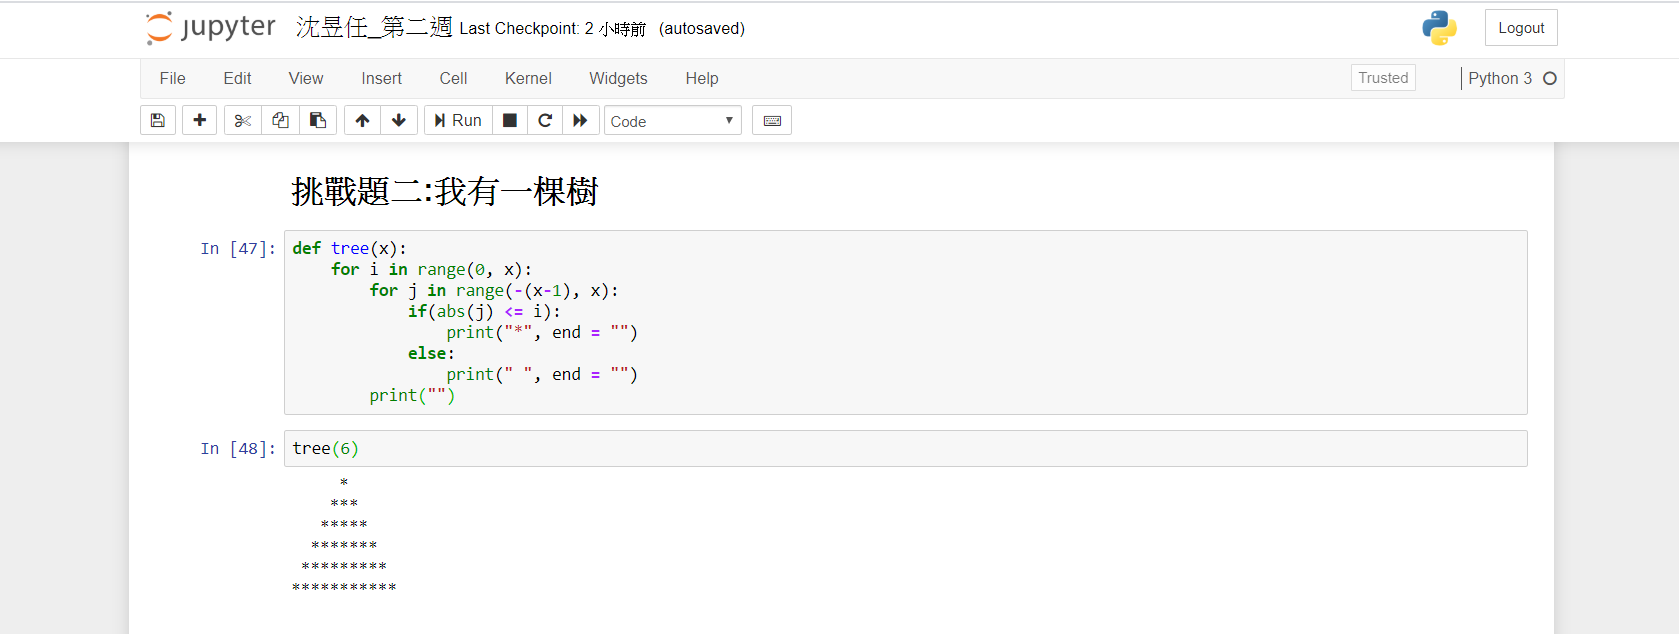 jupyter 沈昱任_第二週 Last Checkpoint: 2 小時前 (autosaved) Logout
File Edit View Insert Cell Kernel Widgets Help Trusted Python 3
Run Code
挑戰題二:我有一棵樹
In [47]: def tree(x):
    for i in range(0, x):
        for j in range(-(x-1), x):
            if(abs(j) <= i):
                print("*", end = "")
            else:
                print(" ", end = "")
        print("")
In [48]: tree(6)
     *
    ***
   *****
  *******
 *********
***********